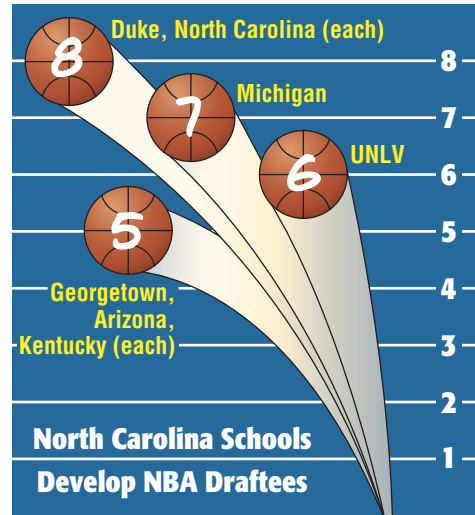 Duke, North Carolina (each)
8
8
Michigan
7
7
UNLV
6
6
5
5
Georgetown,
Arizona,
Kentucky (each)
4
3
2
1
North Carolina Schools
Develop NBA Draftees